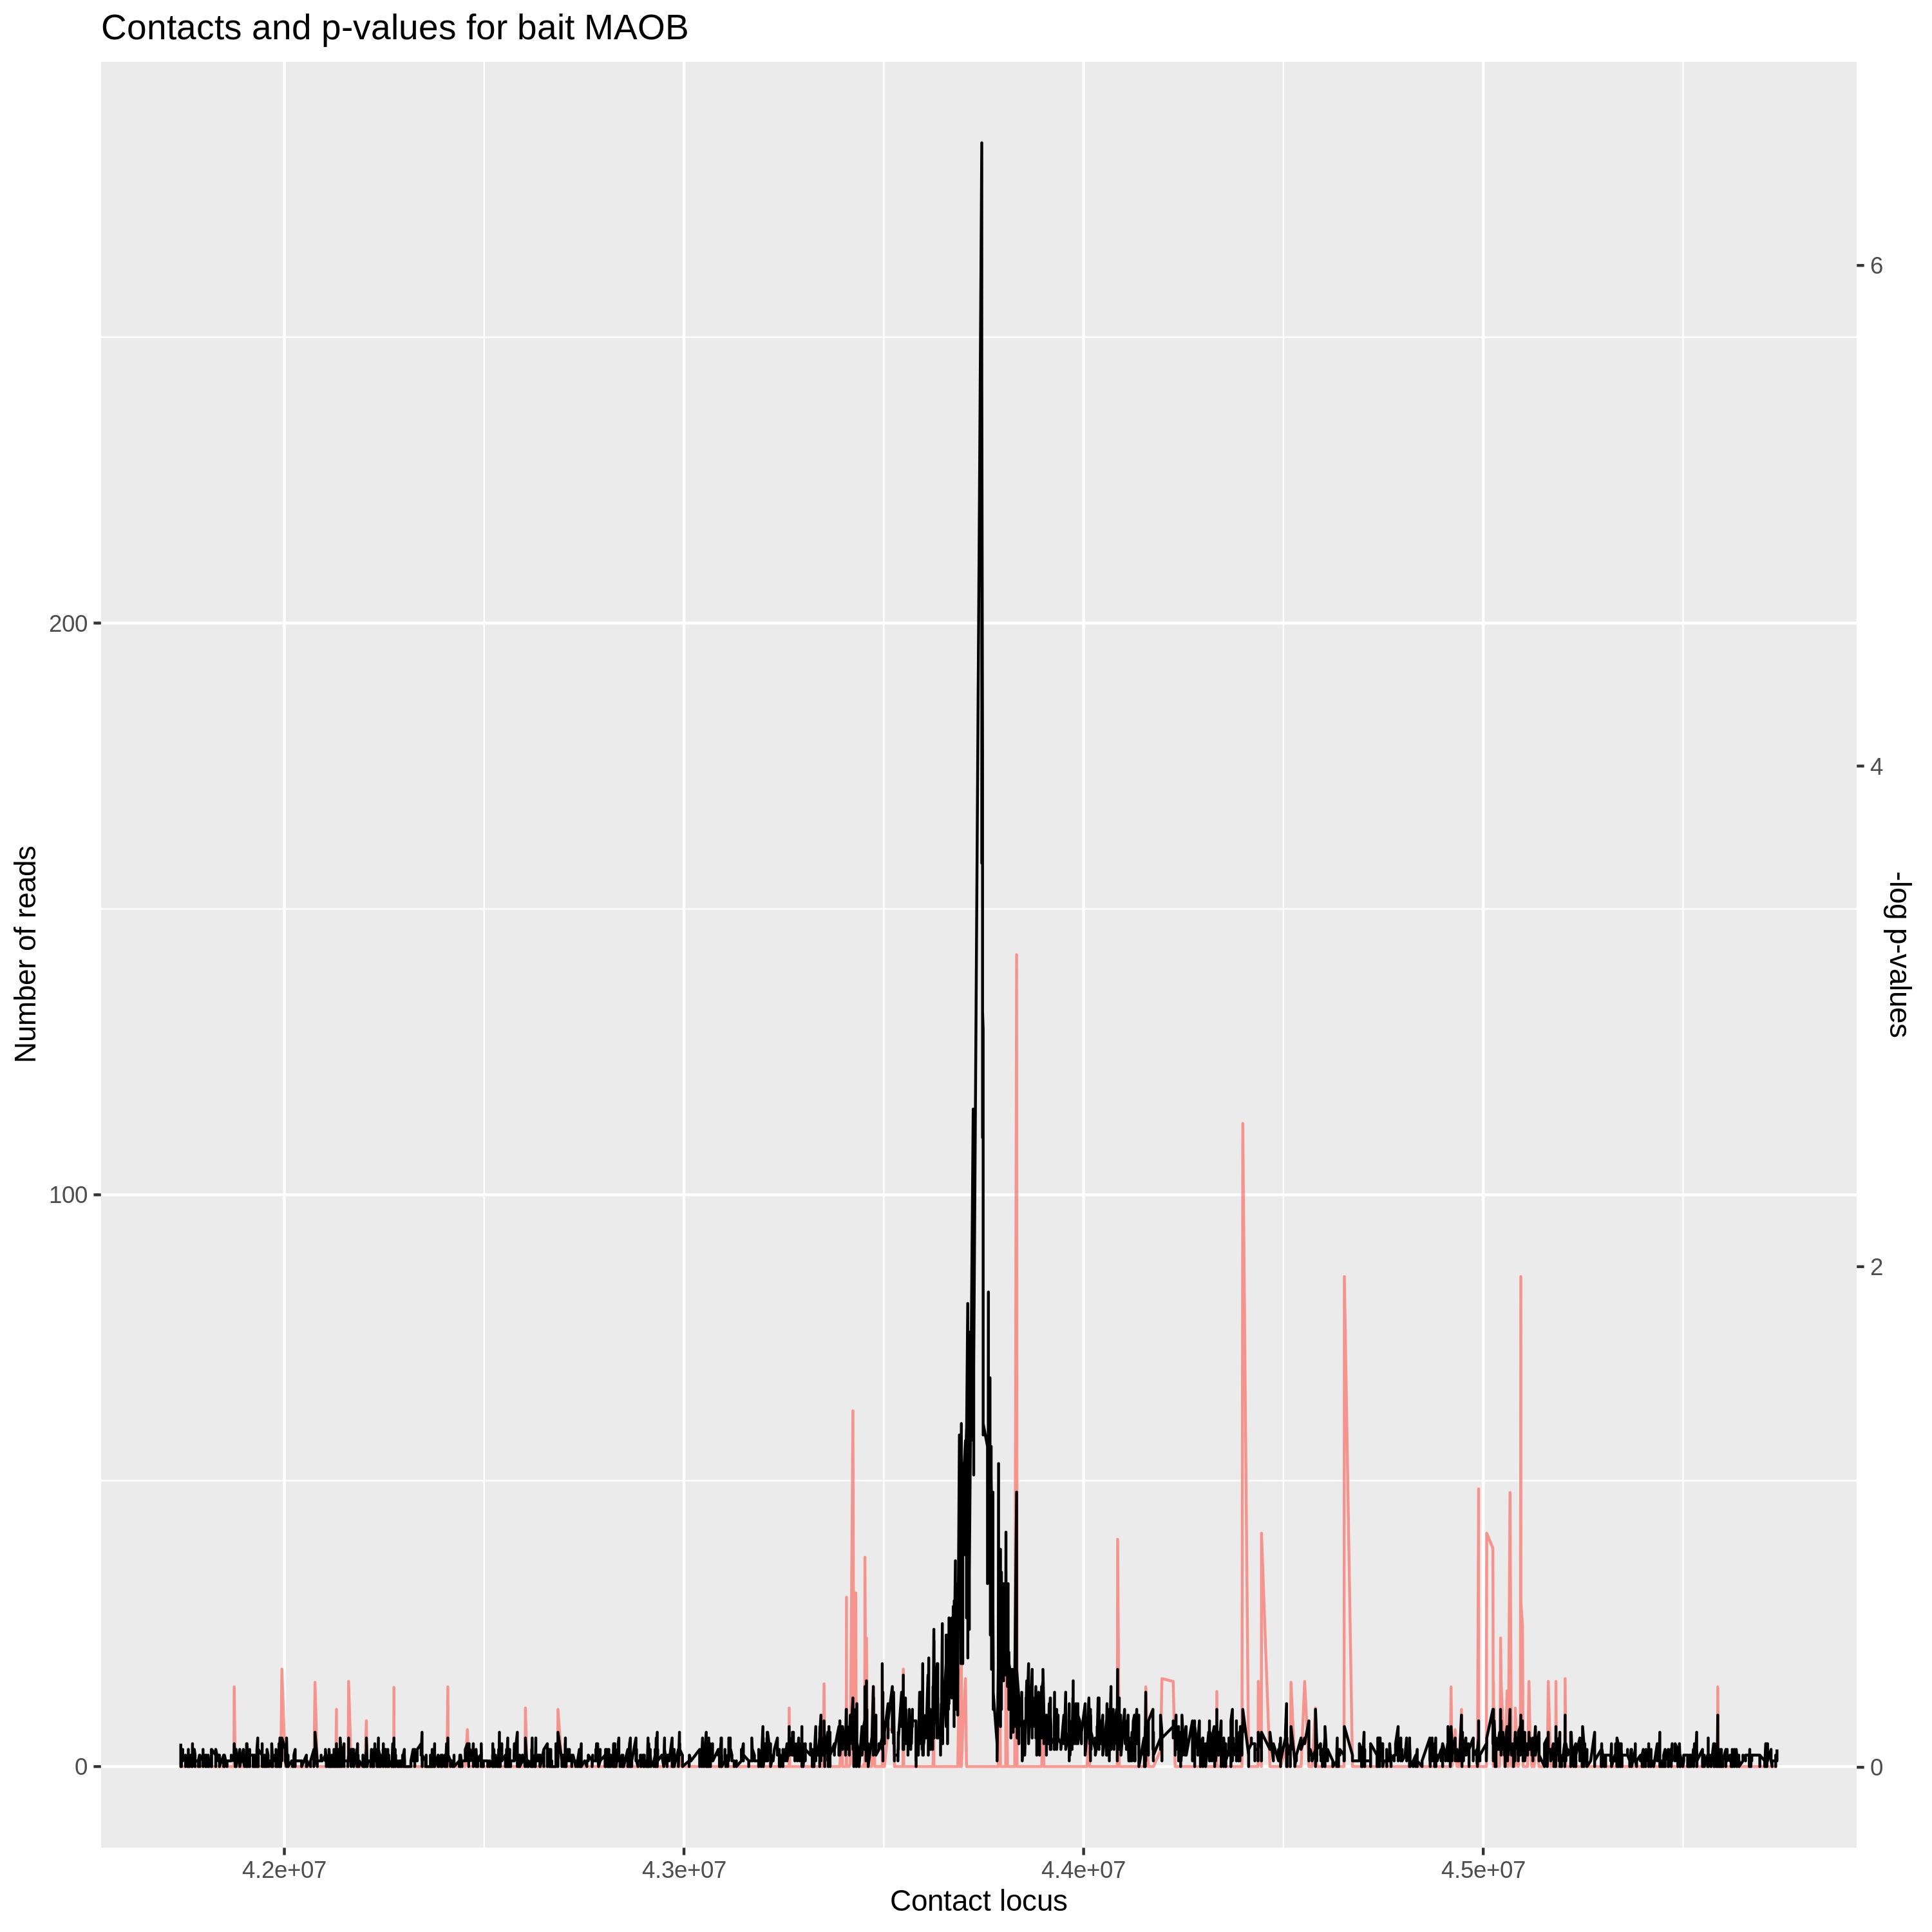 Contacts and p-values for bait MAOB
Number of reads
200
100
0
6
4
2
0
-log p-values
4.2e+07
4.3e+07
4.4e+07
4.5e+07
Contact locus